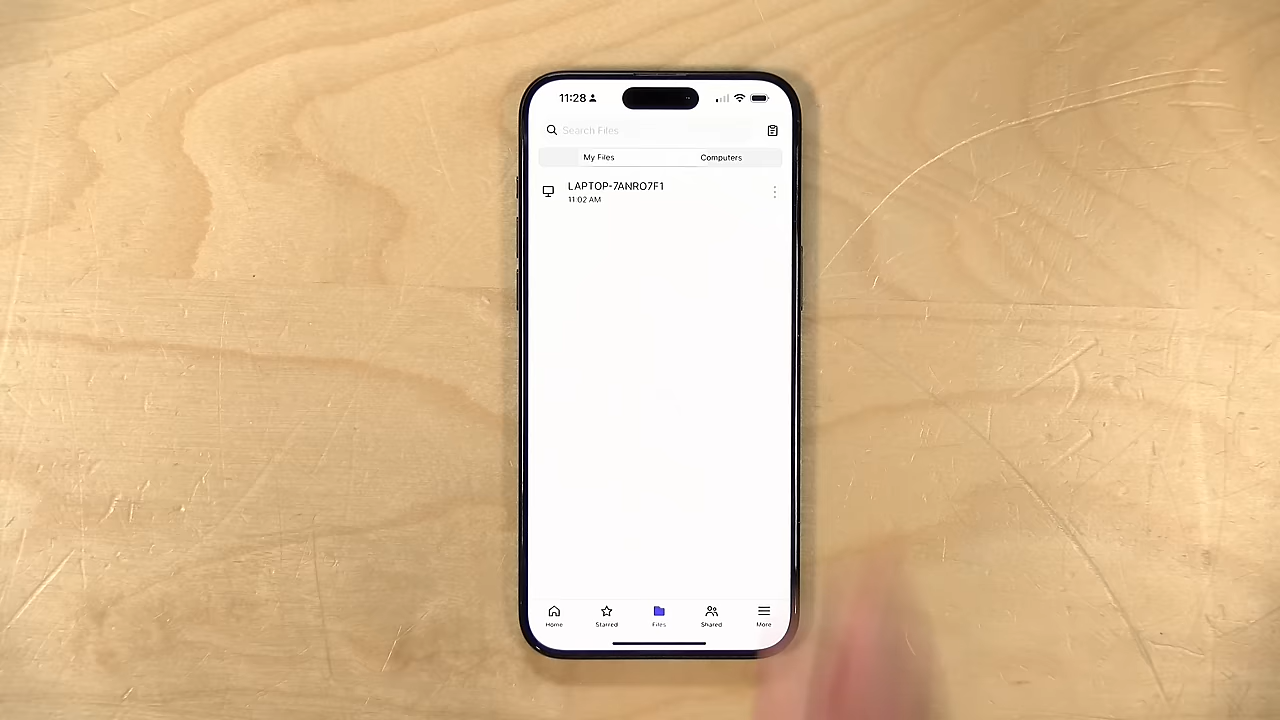 11:28
Search Files
My Files Computers
LAPTOP-7ANRO7F1
11:02 AM
Home Starred Files Shared More